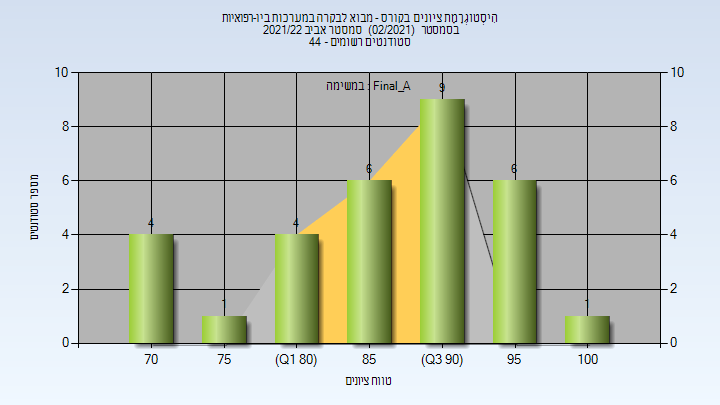 היסטוגרמת ציונים בקורס - מבוא לבקרה במערכות ביו-רפואיות
בסמסטר (02/2021) סמסטר אביב 2021/22
סטודנטים רשומים - 44
במשימה : Final_A
10 10
8 8
6 6
4 4
2 2
0 0
4 1 4 6 9 6 1
70 75 (Q1 80) 85 (Q3 90) 95 100
מספר סטודנטים
טווח ציונים